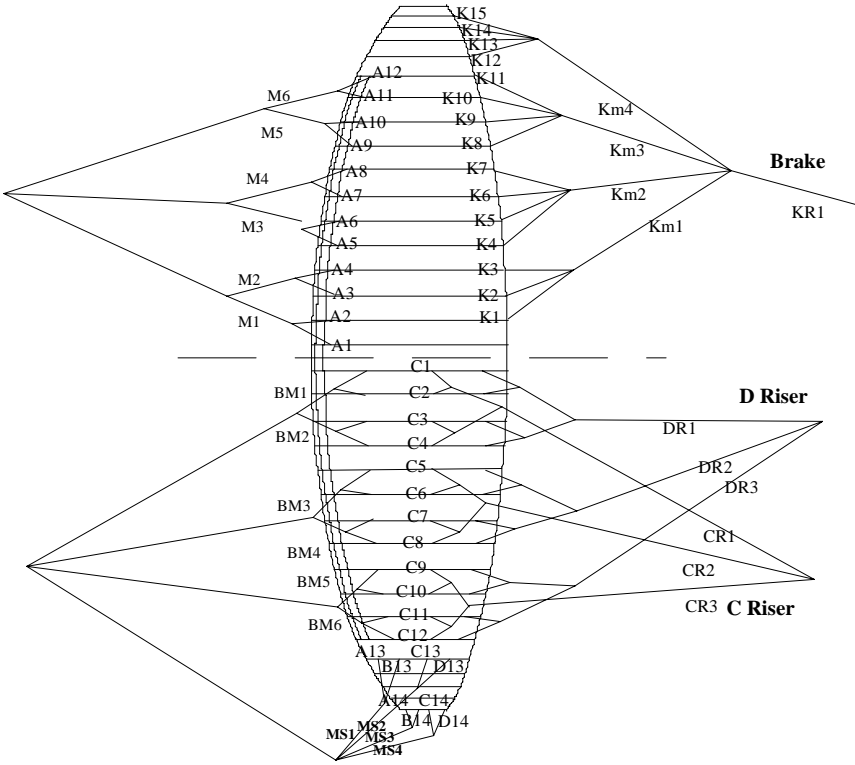 K15
K14
K13
K12
A12
K11
M6
A11
K10
Km4
A10
K9
M5
A9
K8
Km3
Brake
A8
K7
M4
A7
K6
Km2
KR1
M3
A6
K5
Km1
A5
K4
A4
K3
M2
A3
K2
M1
A2
K1
A1
C1
BM1
C2
D Riser
C3
DR1
BM2
C4
C5
DR2
C6
DR3
BM3
C7
CR1
BM4
C8
C9
CR2
BM5
C10
CR3
C Riser
C11
BM6
C12
A13
C13
B13
D13
A14
C14
B14
D14
MS1
MS2
MS3
MS4